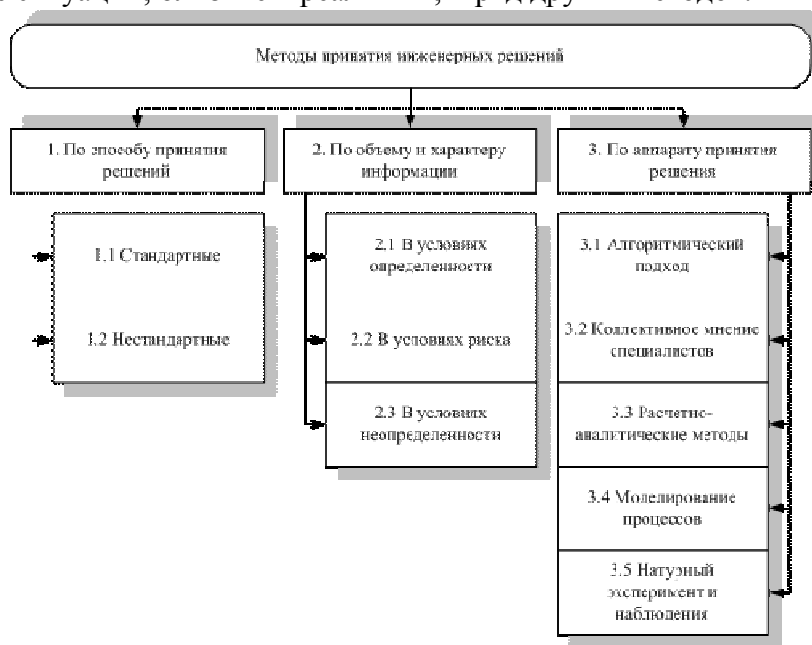 Методы принятия инженерных решений
1. По способу принятия
решений
2. По объему и характеру
информации
3. По аппарату принятия
решения
1.1 Стандартные
1.2 Нестандартные
2.1 В условиях
определенности
2.2 В условиях риска
2.3 В условиях
неопределенности
3.1 Алгоритмический
подход
3.2 Коллективное мнение
специалистов
3.3 Расчетно-
аналитические методы
3.4 Моделирование
процессов
3.5 Натурный
эксперимент и
наблюдения